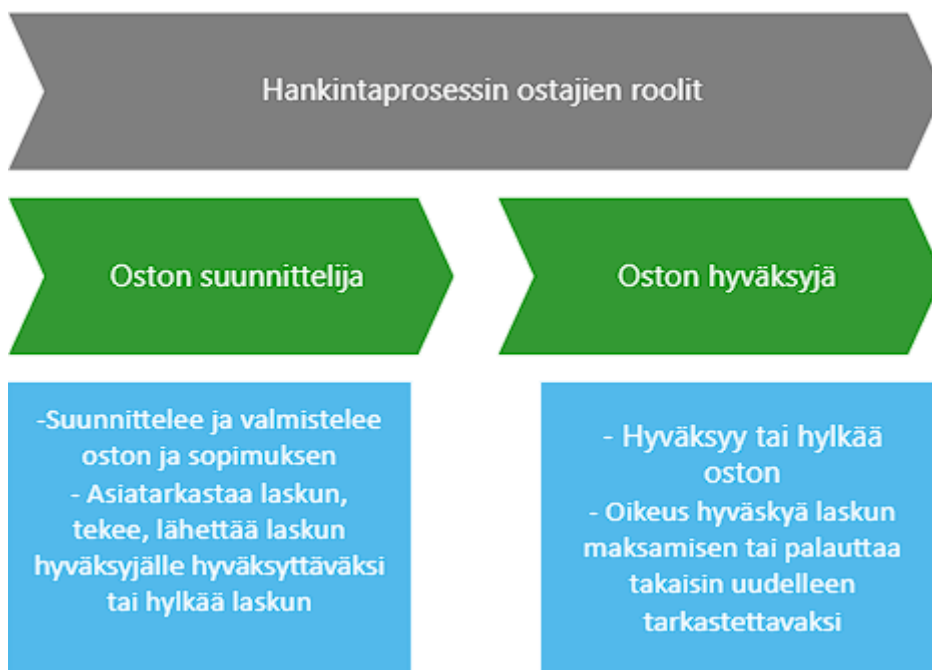 Hankintaprosessin ostajien roolit
Oston suunnittelija
Oston hyväksyjä
-Suunnittelee ja valmistelee
oston ja sopimuksen
- Asiatarkastaa laskun,
tekee, lähettää laskun
hyväksyjälle hyväksyttäväksi
tai hylkää laskun
- Hyväksyy tai hylkää
oston
- Oikeus hyväskyä laskun
maksamisen tai palauttaa
takaisin uudelleen
tarkastettavaksi